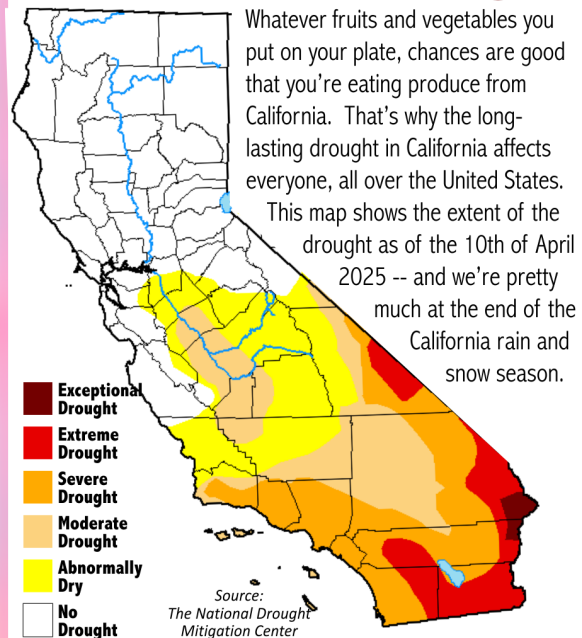 Whatever fruits and vegetables you
put on your plate, chances are good
that you're eating produce from
California.  That's why the long-
lasting drought in California affects
everyone, all over the United States.
This map shows the extent of the
drought as of the 10th of April
2025 -- and we're pretty
much at the end of the
California rain and
snow season.
Exceptional
Drought
Extreme
Drought
Severe
Drought
Moderate
Drought
Abnormally
Dry
No
Drought
Source:
The National Drought
Mitigation Center